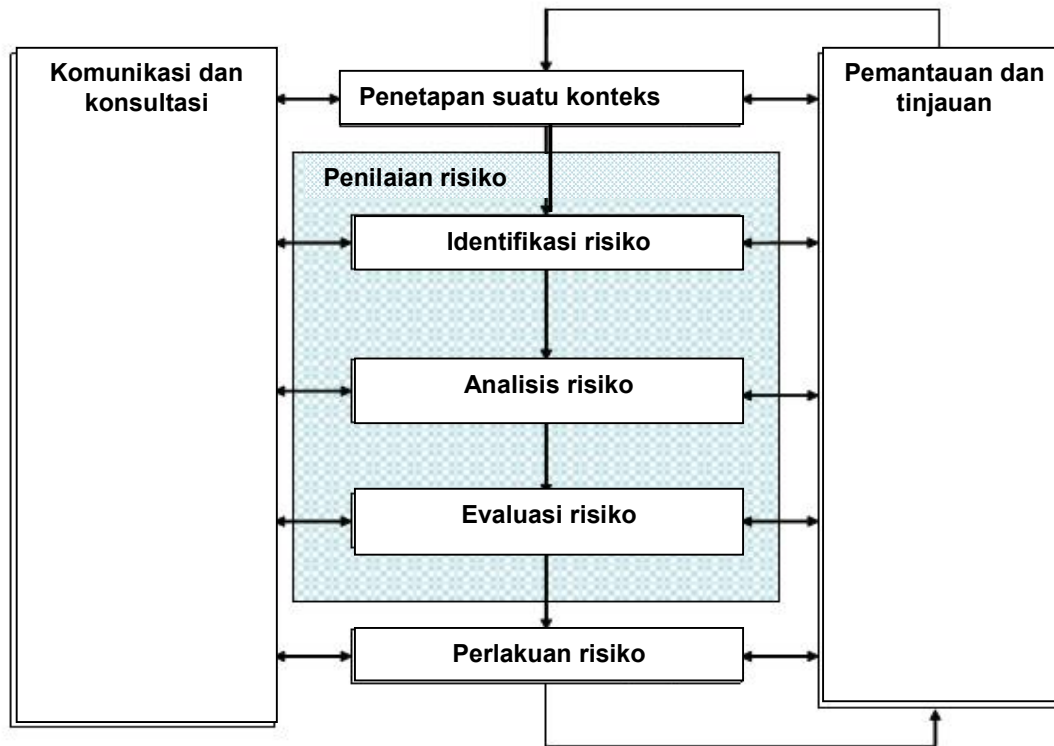 Komunikasi dan
konsultasi
Penetapan suatu konteks
Pemantauan dan
tinjauan
Penilaian risiko
Identifikasi risiko
Analisis risiko
Evaluasi risiko
Perlakuan risiko